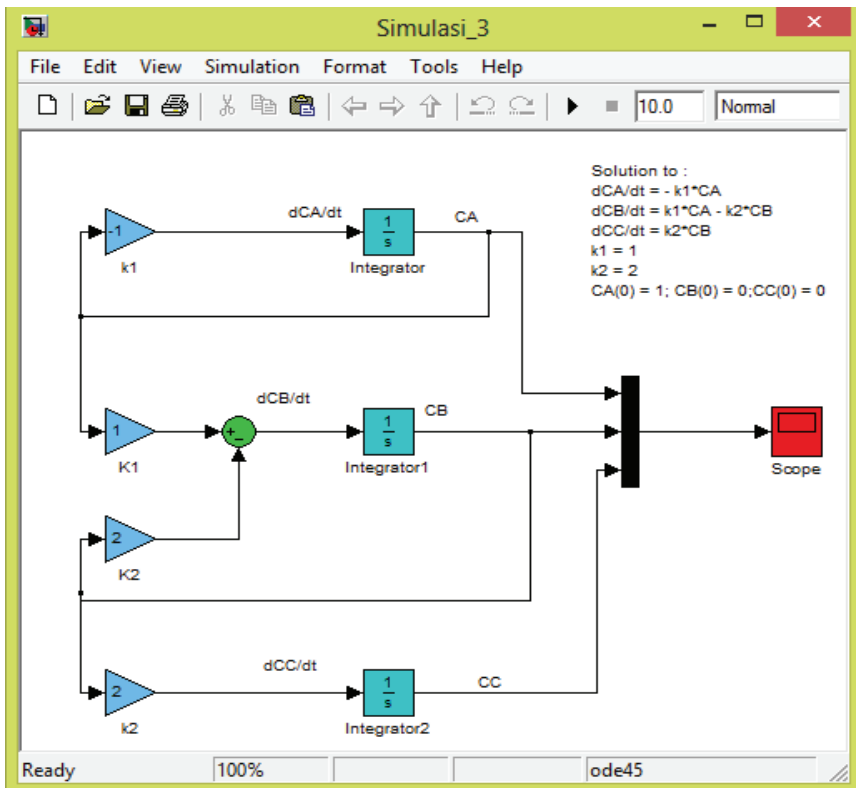 Simulasi_3
File Edit View Simulation Format Tools Help
10.0 Normal
Solution to :
dCA/dt = - k1*CA
dCB/dt = k1*CA - k2*CB
dCC/dt = k2*CB
k1 = 1
k2 = 2
CA(0) = 1; CB(0) = 0;CC(0) = 0
dCA/dt CA
-1 1/s
k1 Integrator
dCB/dt CB
1 +_ 1/s
K1 Integrator1
Scope
2
K2
dCC/dt CC
2 1/s
k2 Integrator2
Ready 100% ode45